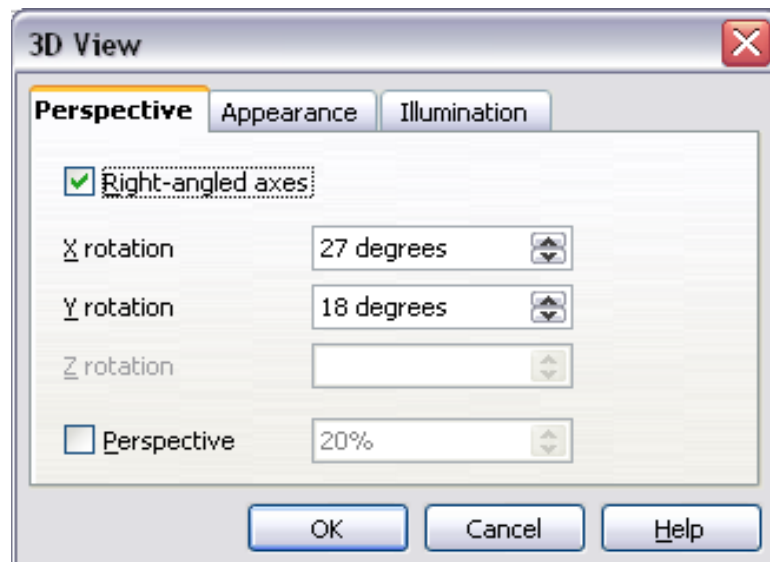 3D View
Perspective Appearance Illumination
Right-angled axes
X rotation 27 degrees
Y rotation 18 degrees
Z rotation
Perspective 20%
OK Cancel Help